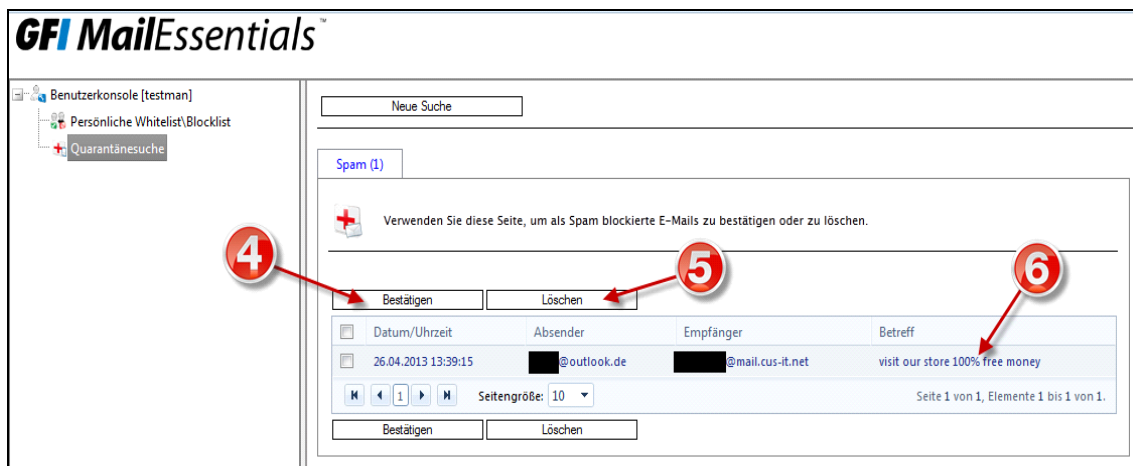 GFI MailEssentials™
Benutzerkonsole [testman]
Persönliche Whitelist\Blocklist
Quarantänesuche
Neue Suche
Spam (1)
Verwenden Sie diese Seite, um als Spam blockierte E-Mails zu bestätigen oder zu löschen.
4
5
6
Bestätigen Löschen
Datum/Uhrzeit Absender Empfänger Betreff
26.04.2013 13:39:15 @outlook.de @mail.cus-it.net visit our store 100% free money
1 Seitengröße: 10 Seite 1 von 1, Elemente 1 bis 1 von 1.
Bestätigen Löschen